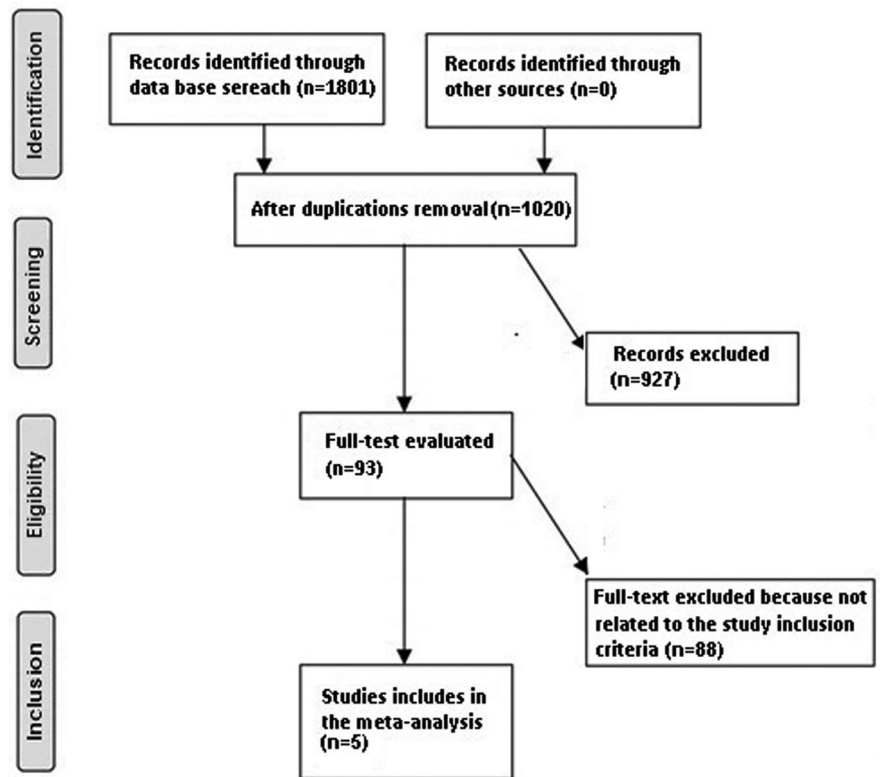 Identification
Records identified through
data base sereach (n=1801)
Records identified through
other sources (n=0)
After duplications removal(n=1020)
Screening
Records excluded
(n=927)
Eligibility
Full-test evaluated
(n=93)
Full-text excluded because not
related to the study inclusion
criteria (n=88)
Inclusion
Studies includes in
the meta-analysis
(n=5)